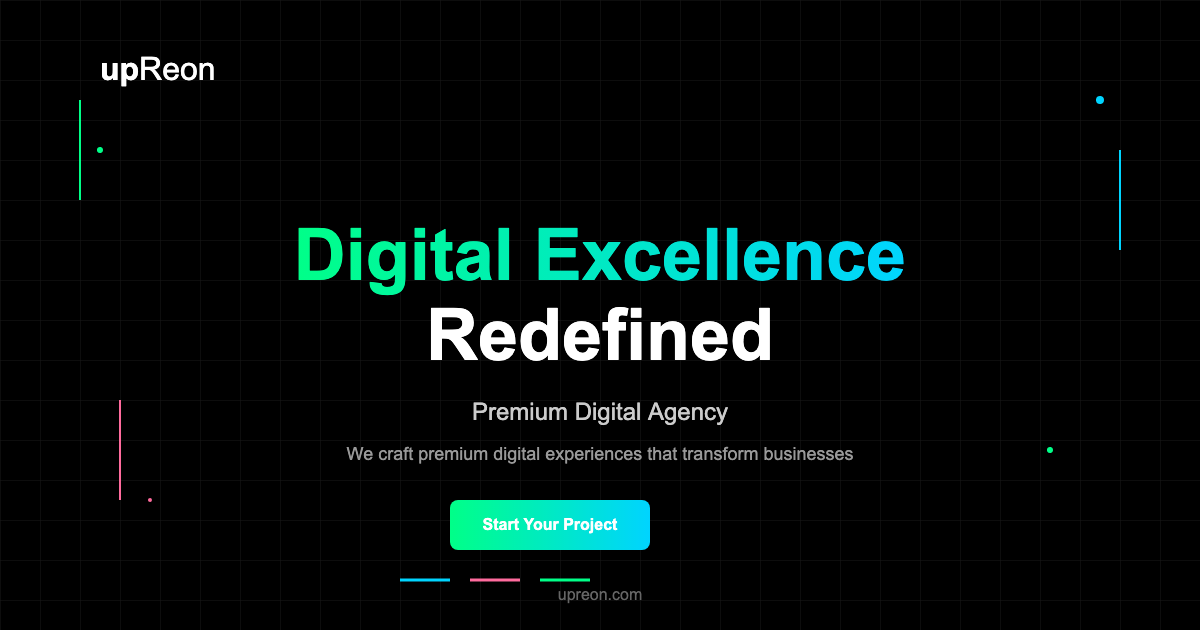 upReon
Digital Excellence
Redefined
Premium Digital Agency
We craft premium digital experiences that transform businesses
Start Your Project
upreon.com